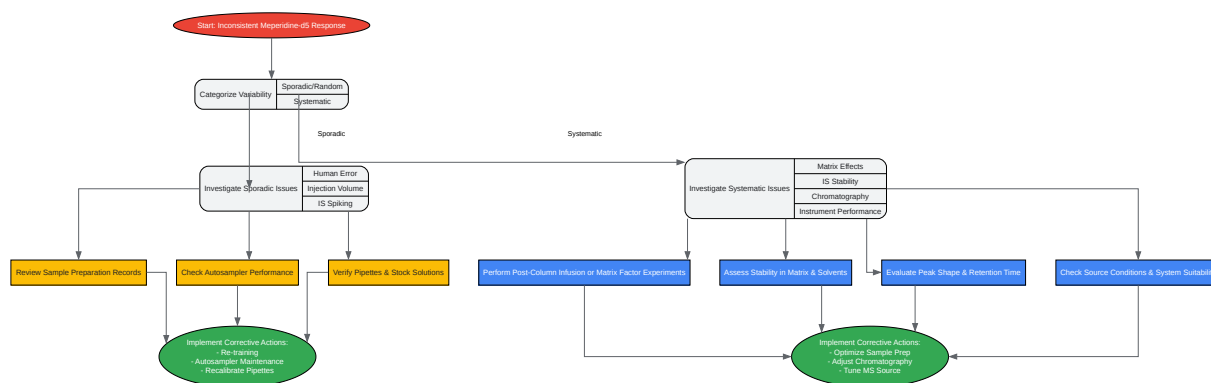 Start: Inconsistent Meperidine-d5 Response
Categorize Variability
Sporadic/Random
Systematic
Sporadic
Systematic
Investigate Sporadic Issues
Human Error
Injection Volume
IS Spiking
Investigate Systematic Issues
Matrix Effects
IS Stability
Chromatography
Instrument Performance
Review Sample Preparation Records
Check Autosampler Performance
Verify Pipettes & Stock Solutions
Perform Post-Column Infusion or Matrix Factor Experiments
Assess Stability in Matrix & Solvents
Evaluate Peak Shape & Retention Time
Check Source Conditions & System Suitability
Implement Corrective Actions:
- Re-training
- Autosampler Maintenance
- Recalibrate Pipettes
Implement Corrective Actions:
- Optimize Sample Prep
- Adjust Chromatography
- Tune MS Source